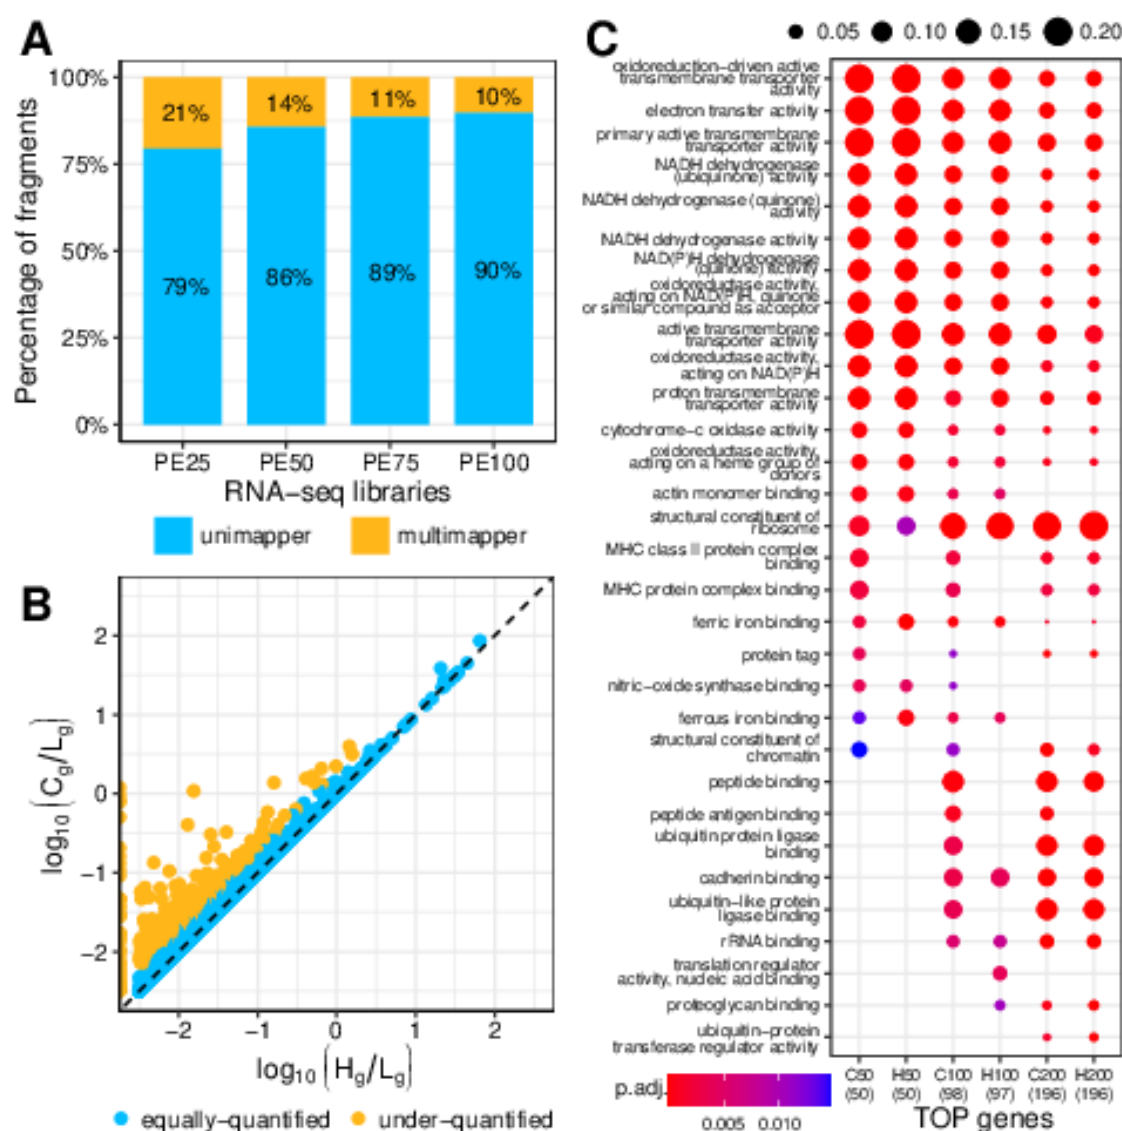 A
100%
75%
50%
25%
0%
Percentage of fragments
21%
14%
11%
10%
79%
86%
89%
90%
PE25
PE50
PE75
PE100
RNA-seq libraries
unimapper
multimapper
B
2
1
0
−1
−2
log10 (Cg/Lg)
−2
−1
0
1
2
log10 (Hg/Lg)
equally-quantified
under-quantified
C
0.05
0.10
0.15
0.20
oxidoreduction-driven active
transmembrane transporter
activity
electron transfer activity
primary active transmembrane
transporter activity
NADH dehydrogenase
(ubiquinone) activity
NADH dehydrogenase (quinone)
activity
NADH dehydrogenase activity
NAD(P)H dehydrogenase
(quinone) activity
oxidoreductase activity,
acting on NAD(P)H, quinone
or similar compound as acceptor
active transmembrane
transporter activity
oxidoreductase activity,
acting on NAD(P)H
proton transmembrane
transporter activity
cytochrome-c oxidase activity
oxidoreductase activity,
acting on a heme group of
donors
actin monomer binding
structural constituent of
ribosome
MHC class II protein complex
binding
MHC protein complex binding
ferric iron binding
protein tag
nitric-oxide synthase binding
ferrous iron binding
structural constituent of
chromatin
peptide binding
peptide antigen binding
ubiquitin protein ligase
binding
cadherin binding
ubiquitin-like protein
ligase binding
rRNA binding
translation regulator
activity, nucleic acid binding
proteoglycan binding
ubiquitin-protein
transferase regulator activity
C50
(50)
H50
(50)
C100
(98)
H100
(97)
C200
(196)
H200
(196)
TOP genes
p.adj.
0.005
0.010